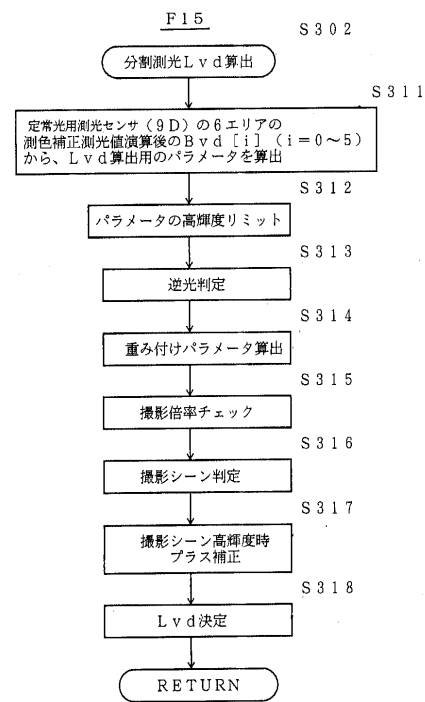 F15
S302
分割測光Lvd算出
S311
定常光用測光センサ(9D)の6エリアの
測色補正測光値演算後のBvd[i](i=0~5)
から、Lvd算出用のパラメータを算出
S312
パラメータの高輝度リミット
S313
逆光判定
S314
重み付けパラメータ算出
S315
撮影倍率チェック
S316
撮影シーン判定
S317
撮影シーン高輝度時
プラス補正
S318
Lvd決定
RETURN